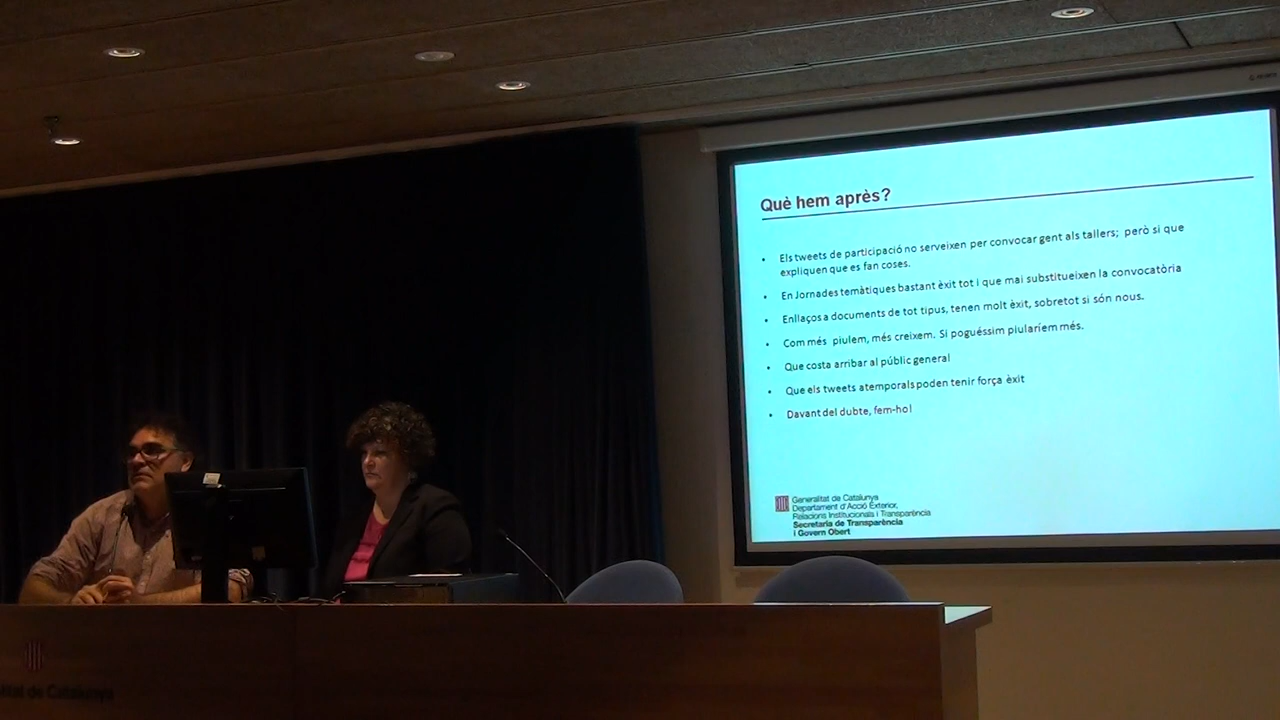 Què hem après?
• Els tweets de participació no serveixen per convocar gent als tallers; però si que
expliquen que es fan coses.
• En Jornades temàtiques bastant èxit tot i que mai substitueixen la convocatòria
• Enllaços a documents de tot tipus, tenen molt èxit, sobretot si són nous.
• Com més piulem, més creixem. Si poguéssim piularíem més.
• Que costa arribar al públic general
• Que els tweets atemporals poden tenir força èxit
• Davant del dubte, fem-ho!
Generalitat de Catalunya
Departament d'Acció Exterior,
Relacions Institucionals i Transparència
Secretaria de Transparència
i Govern Obert
de Catalunya